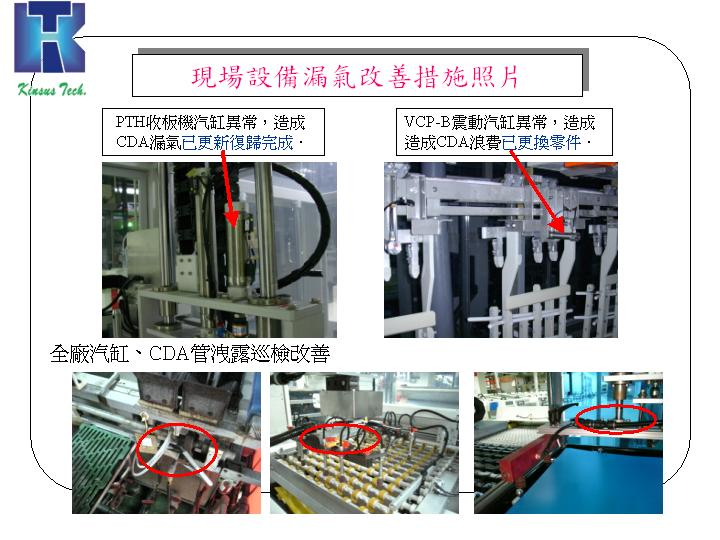 Kinsus Tech.
現場設備漏氣改善措施照片
PTH收板機汽缸異常，造成
CDA漏氣已更新復歸完成．
VCP-B震動汽缸異常，造成
造成CDA浪費已更換零件．
全廠汽缸、CDA管洩露巡檢改善